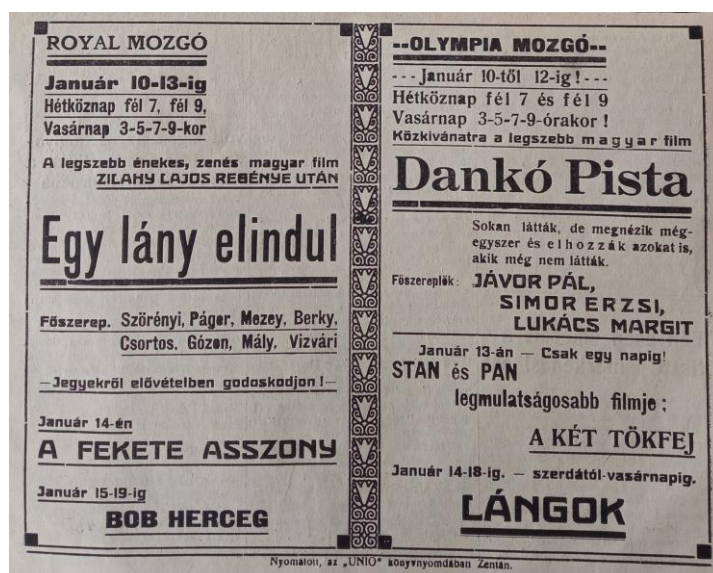 ROYAL MOZGÓ
Január 10-13-ig
Hétköznap fél 7, fél 9,
Vasárnap 3-5-7-9-kor
A legszebb énekes, zenés magyar film
ZILAHY LAJOS REGÉNYE UTÁN
Egy lány elindul
Főszerep. Szörényi, Páger, Mezey, Berky,
Csortos. Gózon, Mály, Vizvári
—Jegyekről elővételben godoskodjon!—
Január 14-én
A FEKETE ASSZONY
Január 15-19-ig
BOB HERCEG
--OLYMPIA MOZGÓ--
---Január 10-től 12-ig!---
Hétköznap fél 7 és fél 9
Vasárnap 3-5-7-9-órakor!
Közkívánatra a legszebb magyar film
Dankó Pista
Sokan látták, de megnézik még-
egyszer és elhozzák azokat is,
akik még nem látták.
Főszereplők: JÁVOR PÁL,
SIMOR ERZSI,
LUKÁCS MARGIT
Január 13-án — Csak egy napig!
STAN és PAN
legmulatságosabb filmje:
A KÉT TÖKFEJ
Január 14-18-ig. — szerdától-vasárnapig.
LÁNGOK
Nyomatott, az „UNIO" könyvnyomdában Zentán.